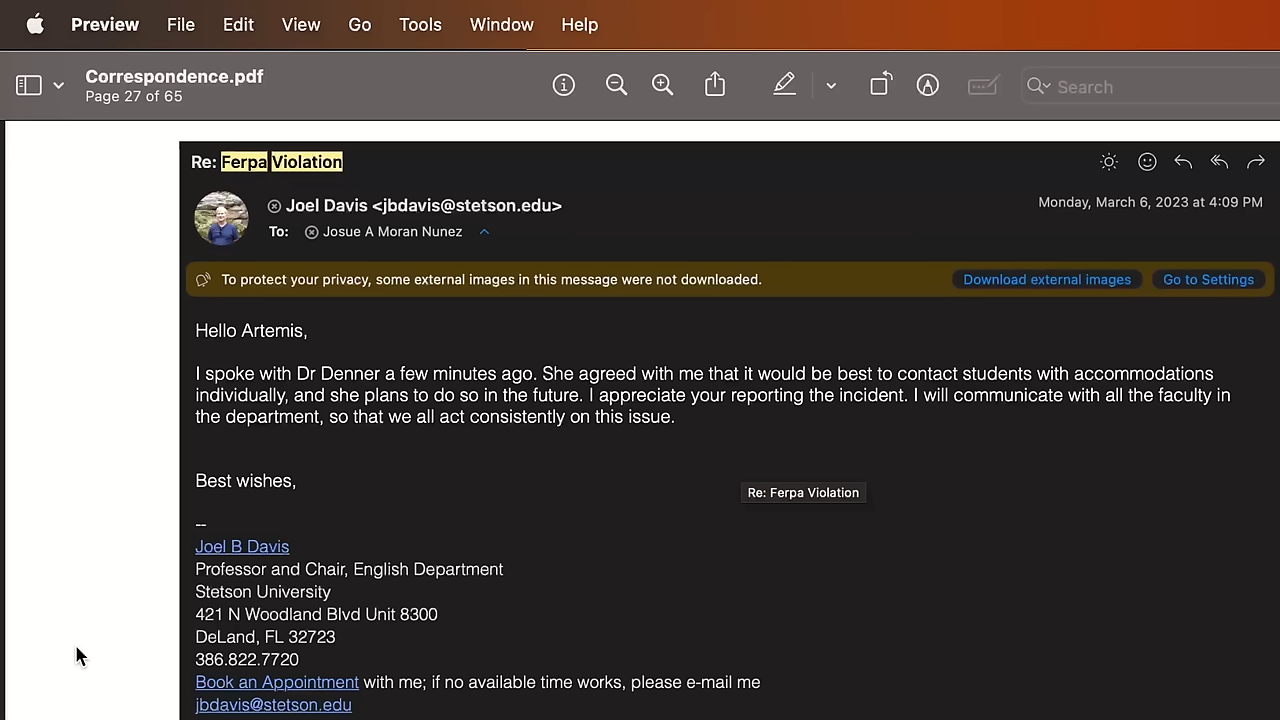 Preview File Edit View Go Tools Window Help
Correspondence.pdf
Page 27 of 65
Search
Re: Ferpa Violation
Joel Davis <jbdavis@stetson.edu>
Monday, March 6, 2023 at 4:09 PM
To: Josue A Moran Nunez
To protect your privacy, some external images in this message were not downloaded.
Download external images
Go to Settings
Hello Artemis,
I spoke with Dr Denner a few minutes ago. She agreed with me that it would be best to contact students with accommodations
individually, and she plans to do so in the future. I appreciate your reporting the incident. I will communicate with all the faculty in
the department, so that we all act consistently on this issue.
Best wishes,
Re: Ferpa Violation
--
Joel B Davis
Professor and Chair, English Department
Stetson University
421 N Woodland Blvd Unit 8300
DeLand, FL 32723
386.822.7720
Book an Appointment with me; if no available time works, please e-mail me
jbdavis@stetson.edu